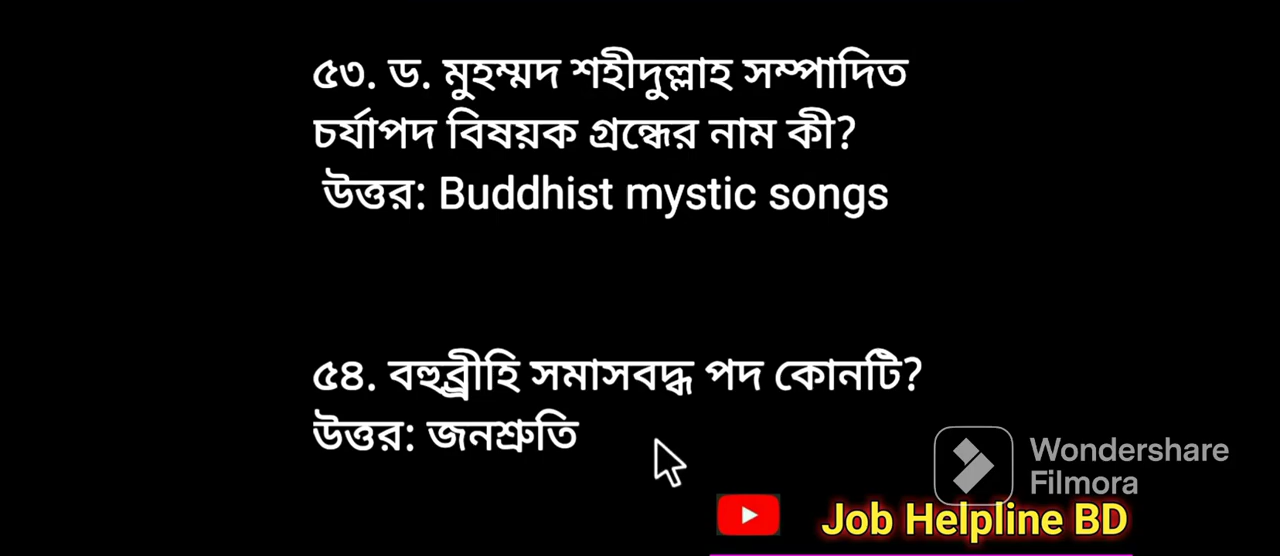 ৫৩. ড. মুহম্মদ শহীদুল্লাহ সম্পাদিত
চর্যাপদ বিষয়ক গ্রন্ধের নাম কী?
উত্তর: Buddhist mystic songs
৫৪. বহুব্রীহি সমাসবদ্ধ পদ কোনটি?
উত্তর: জনশ্রুতি
Wondershare
Filmora
Job Helpline BD